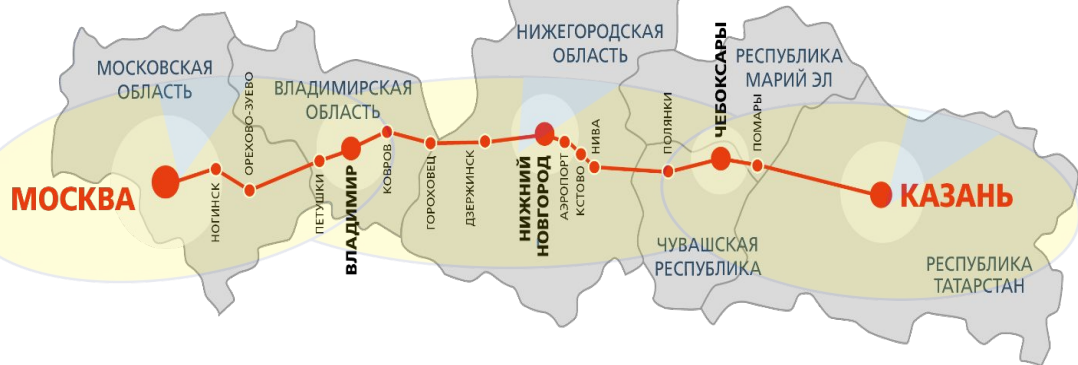 МОСКОВСКАЯ
ОБЛАСТЬ
ВЛАДИМИРСКАЯ
ОБЛАСТЬ
НИЖЕГОРОДСКАЯ
ОБЛАСТЬ
РЕСПУБЛИКА
МАРИЙ ЭЛ
МОСКВА
НОГИНСК
ОРЕХОВО-ЗУЕВО
ПЕТУШКИ
ВЛАДИМИР
КОВРОВ
ГОРОХОВЕЦ
ДЗЕРЖИНСК
НИЖНИЙ
НОВГОРОД
АЭРОПОРТ
КСТОВО
НИВА
ПОЛЯНКИ
ЧЕБОКСАРЫ
ПОМАРЫ
КАЗАНЬ
ЧУВАШСКАЯ
РЕСПУБЛИКА
РЕСПУБЛИКА
ТАТАРСТАН